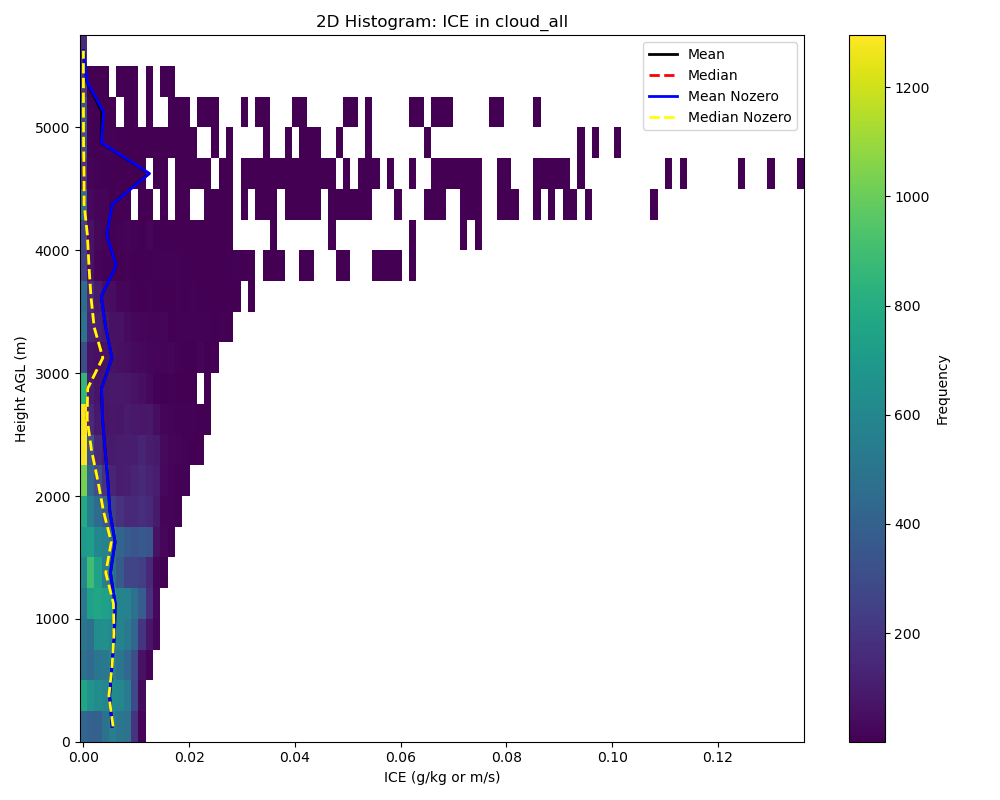 2D Histogram: ICE in cloud_all
Mean
Median
Mean Nozero
Median Nozero
5000
4000
3000
2000
1000
0
Height AGL (m)
0.00 0.02 0.04 0.06 0.08 0.10 0.12
ICE (g/kg or m/s)
1200
1000
800
600
400
200
Frequency